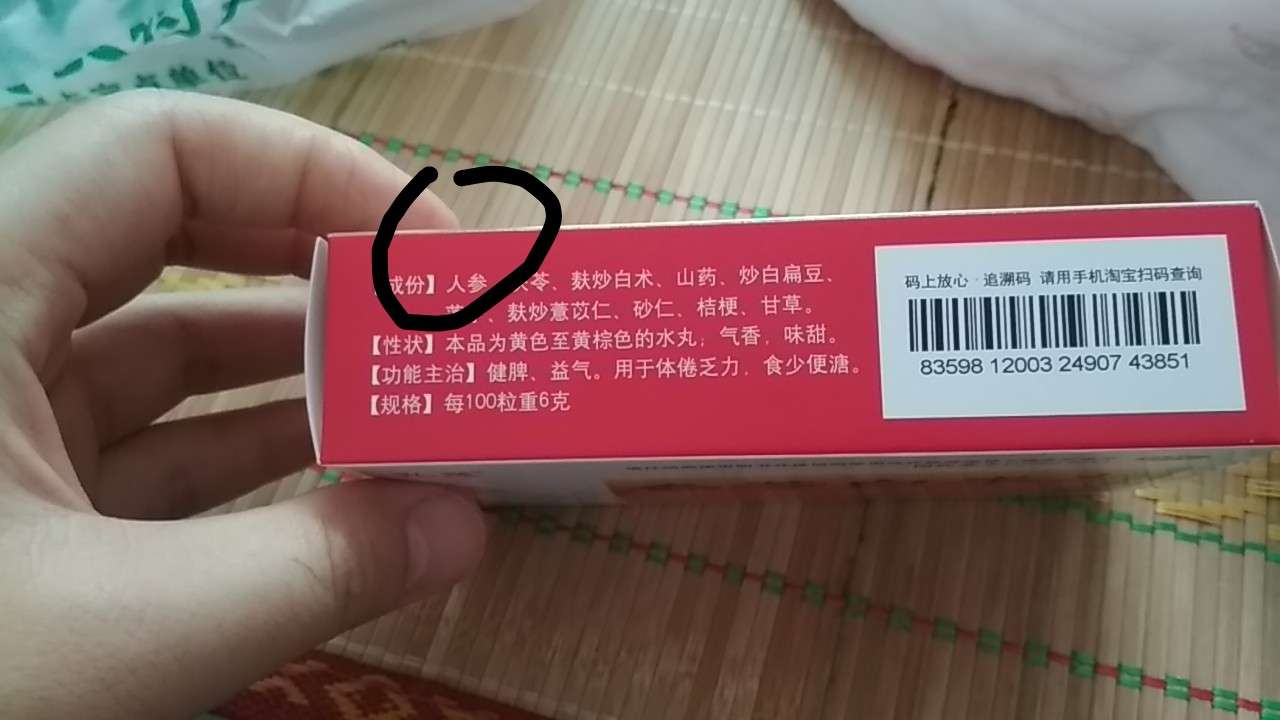 单位
【成份】人参、茯苓、麸炒白术、山药、炒白扁豆、
、麸炒薏苡仁、砂仁、桔梗、甘草。
【性状】本品为黄色至黄棕色的水丸；气香，味甜。
【功能主治】健脾、益气。用于体倦乏力，食少便溏。
【规格】每100粒重6克
码上放心·追溯码 请用手机淘宝扫码查询
83598 12003 24907 43851